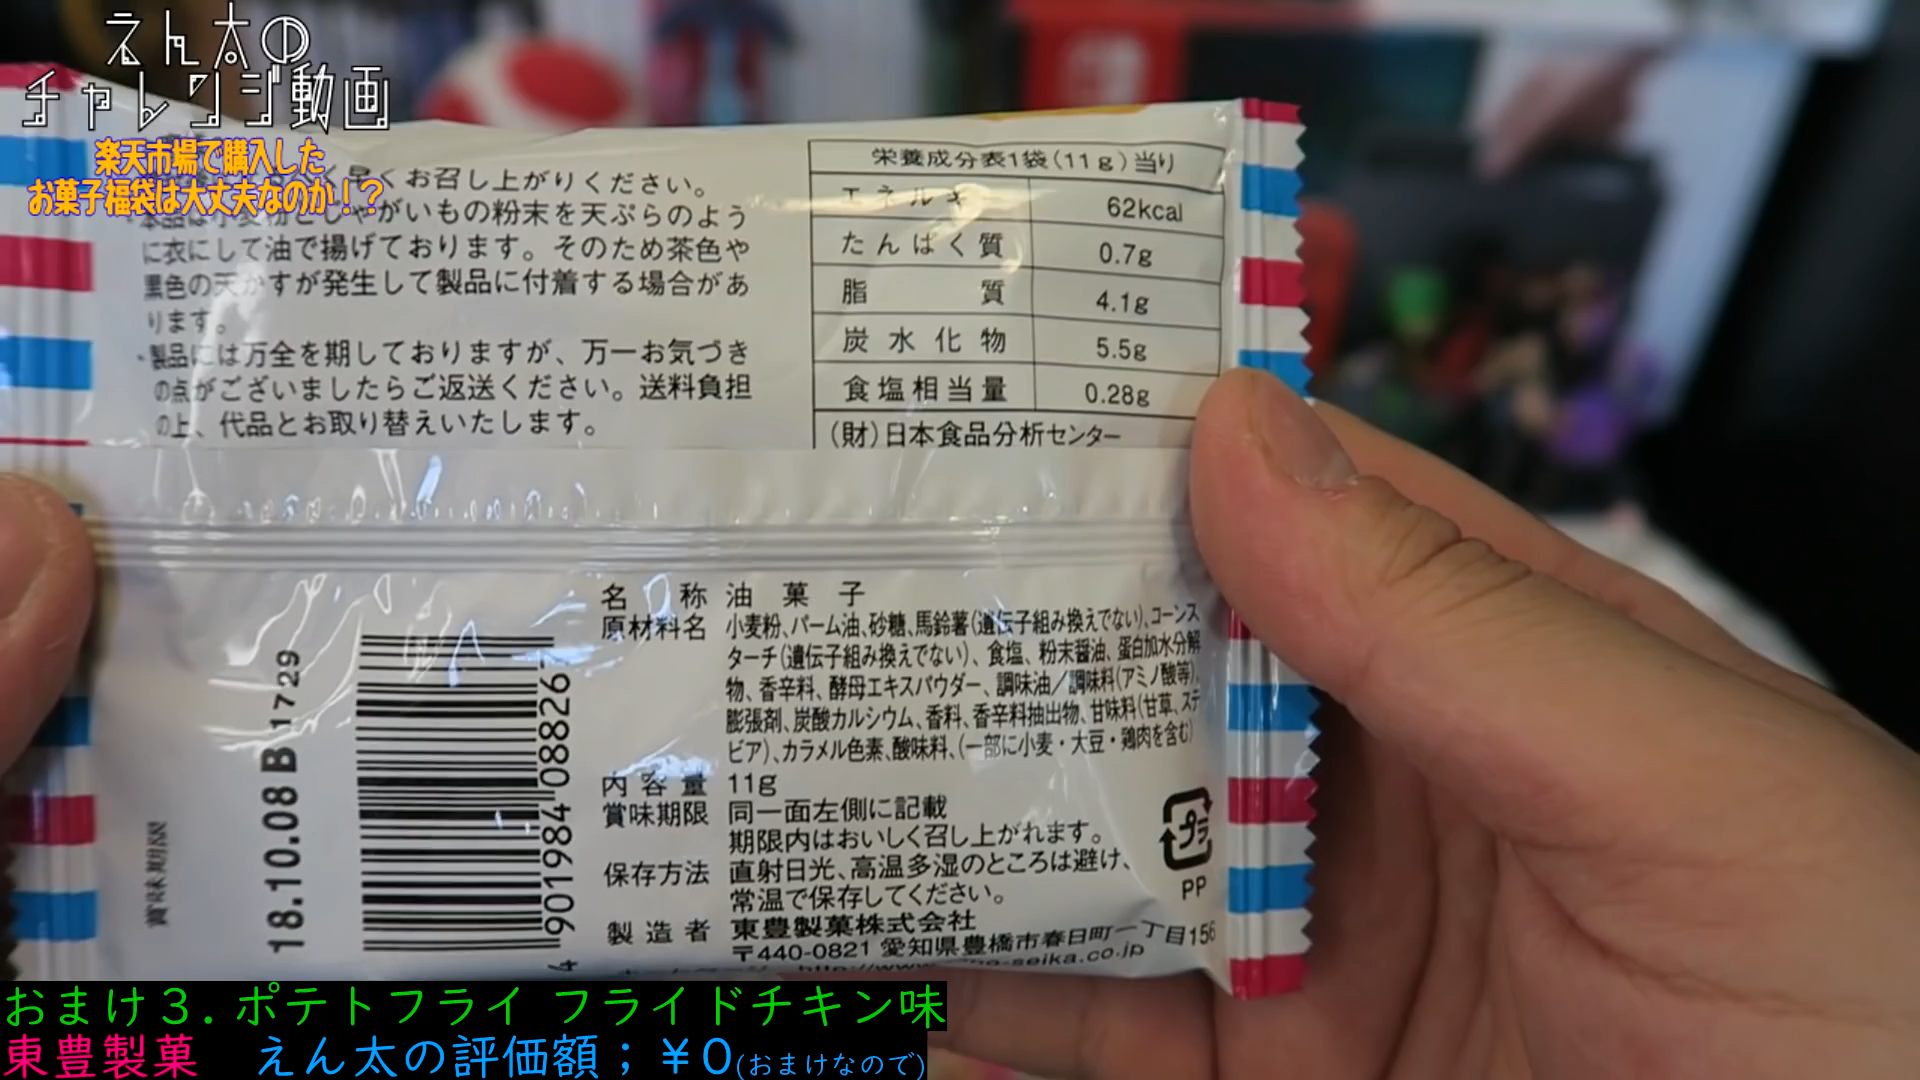 えん太の
チャレンジ動画
楽天市場で購入した
お菓子福袋は大丈夫なのか!?
早くお召し上がりください。
本品は小麦粉とじゃがいもの粉末を天ぷらのよう
に衣にして油で揚げております。そのため茶色や
黒色の天かすが発生して製品に付着する場合があ
ります。
・製品には万全を期しておりますが、万一お気づき
の点がございましたらご返送ください。送料負担
の上、代品とお取り替えいたします。
栄養成分表1袋(11g)当り
エネルギー 62kcal
たんぱく質 0.7g
脂質 4.1g
炭水化物 5.5g
食塩相当量 0.28g
(財)日本食品分析センター
名称 油菓子
原材料名 小麦粉、パーム油、砂糖、馬鈴薯(遺伝子組み換えでない)、コーンス
ターチ(遺伝子組み換えでない)、食塩、粉末醤油、蛋白加水分解
物、香辛料、酵母エキスパウダー、調味油/調味料(アミノ酸等)、
膨張剤、炭酸カルシウム、香料、香辛料抽出物、甘味料(甘草、ステ
ビア)、カラメル色素、酸味料、(一部に小麦・大豆・鶏肉を含む)
内容量 11g
賞味期限 同一面左側に記載
期限内はおいしく召し上がれます。
保存方法 直射日光、高温多湿のところは避け、
常温で保存してください。
製造者 東豊製菓株式会社
〒440-0821 愛知県豊橋市春日町一丁目156
プラ
PP
賞味期限
18.10.08 B 1729
4 901984 088267
おまけ3. ポテトフライ フライドチキン味
東豊製菓 えん太の評価額;¥0(おまけなので)